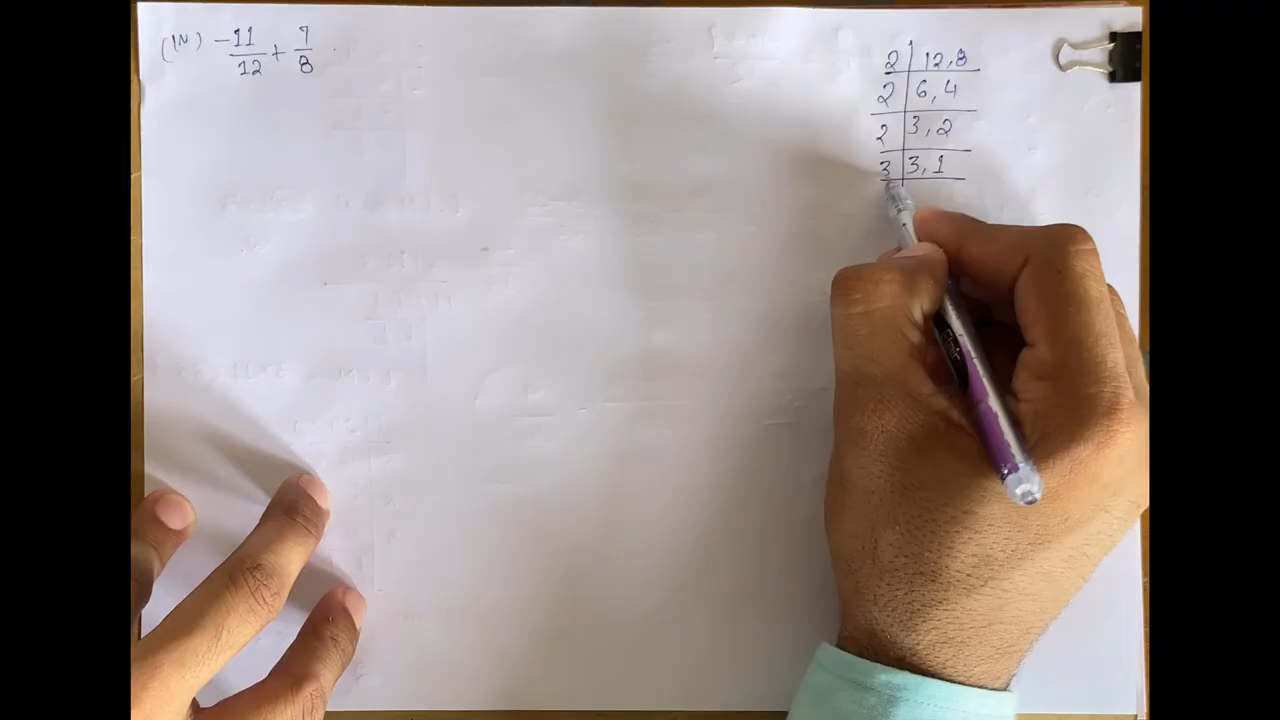 (iv) -11/12 + 7/8
2 | 12, 8
2 | 6, 4
2 | 3, 2
3 | 3, 1